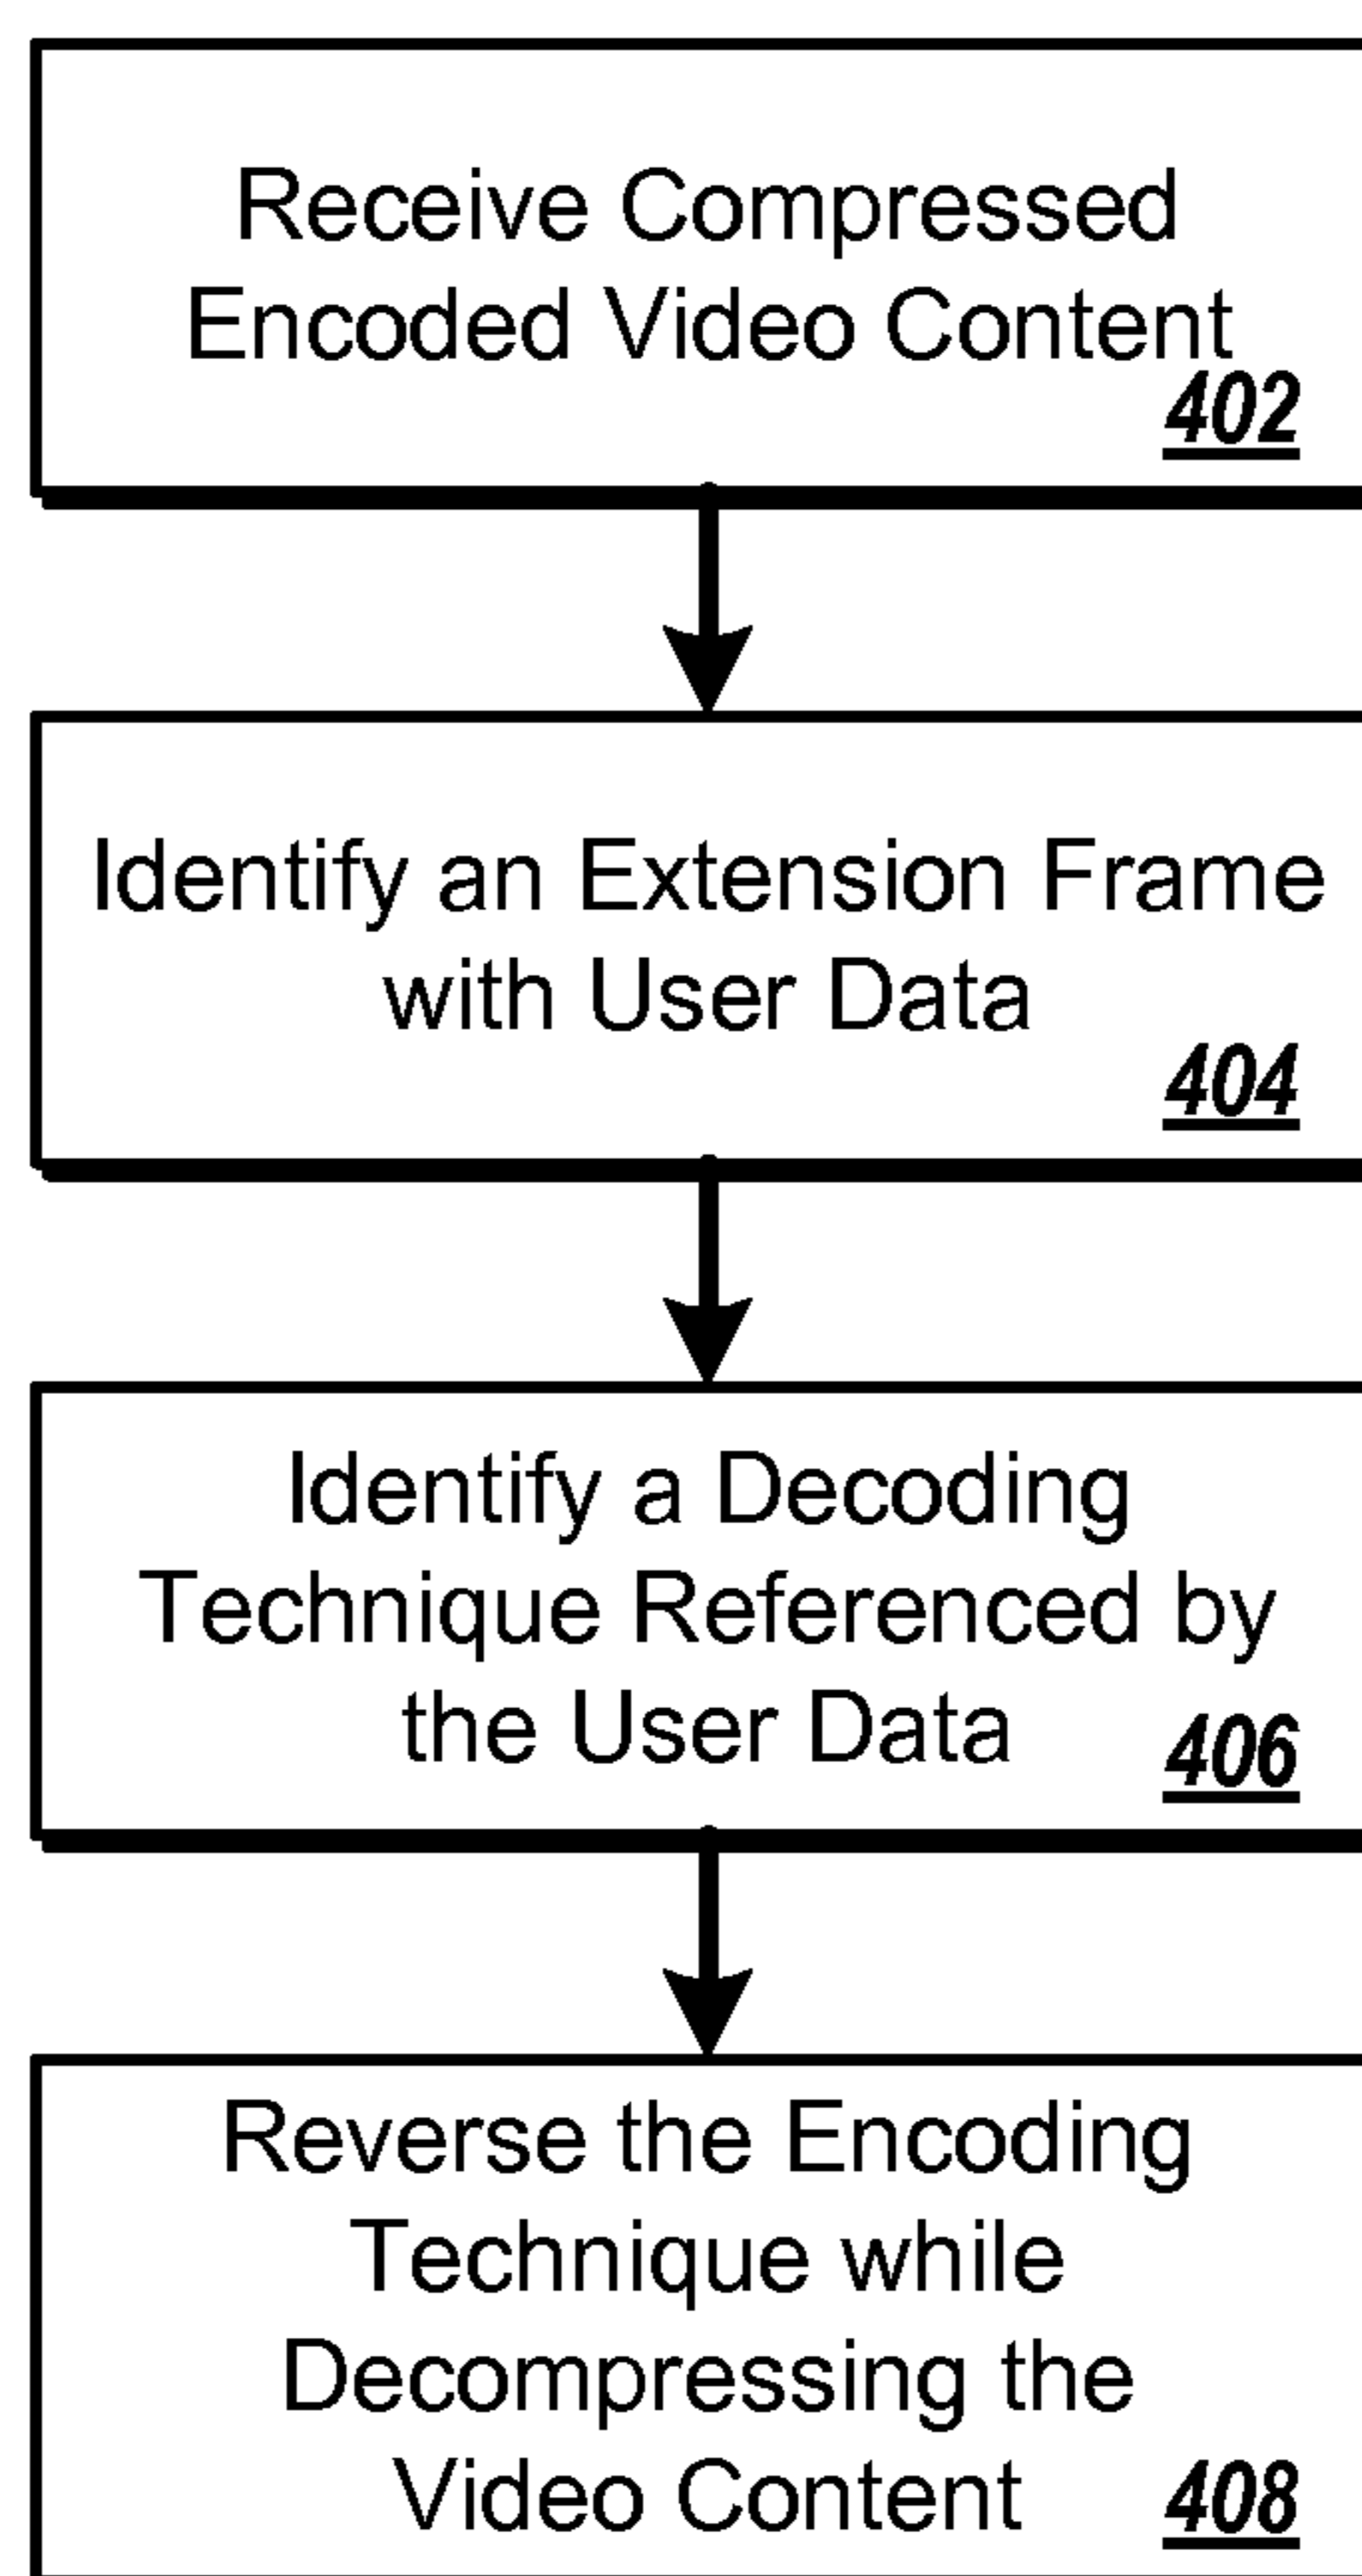 Receive Compressed
Encoded Video Content
402
Identify an Extension Frame
with User Data
404
Identify a Decoding
Technique Referenced by
the User Data
406
Reverse the Encoding
Technique while
Decompressing the
Video Content
408